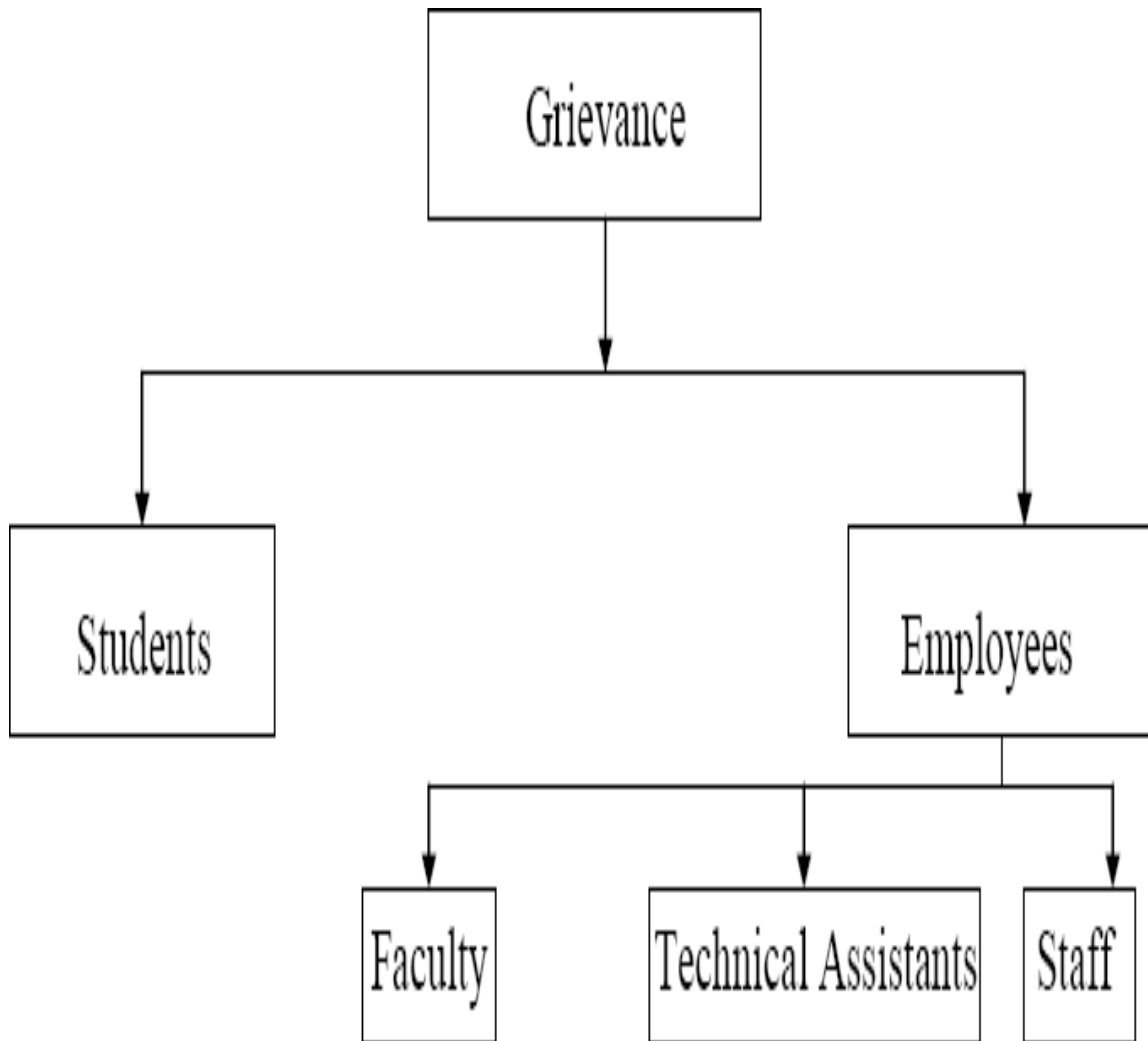 Grievance
Students
Employees
Faculty
Technical Assistants
Staff